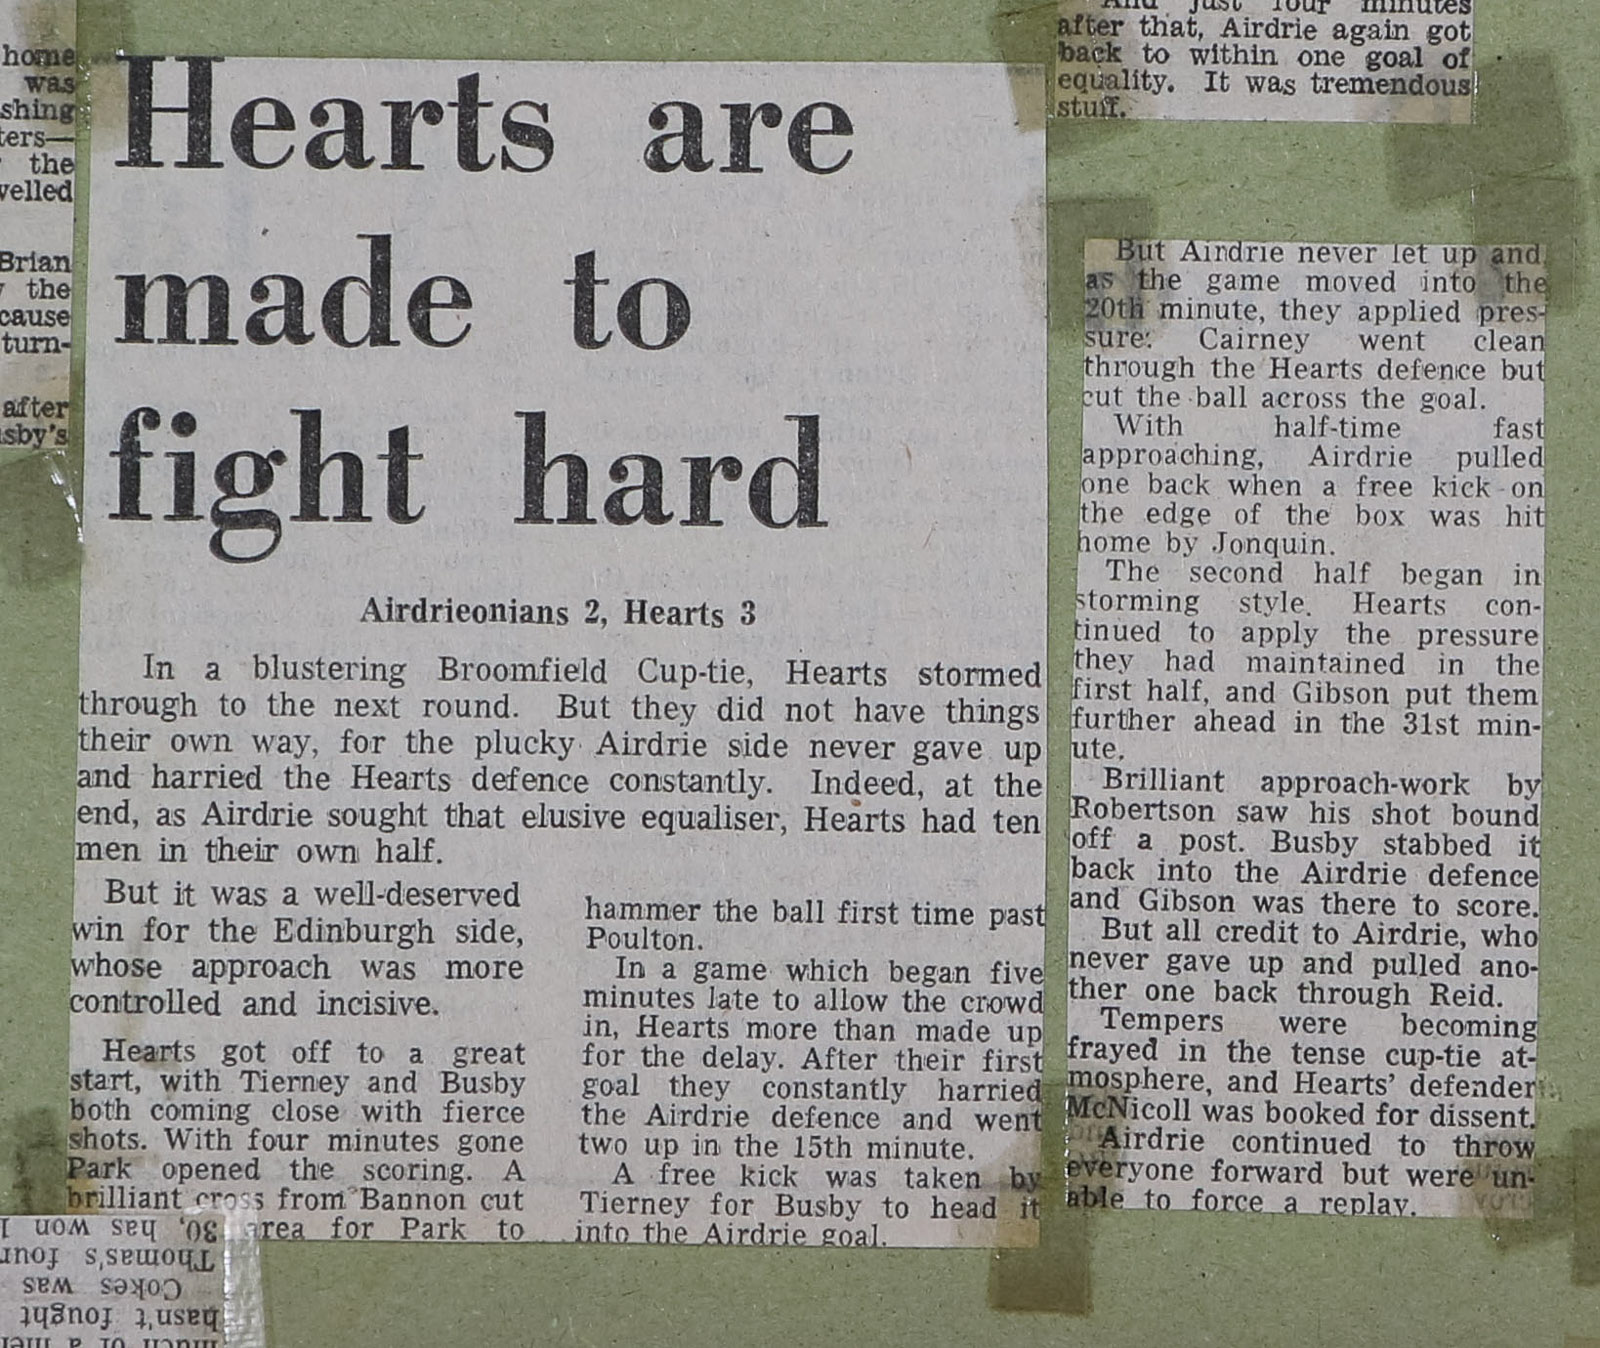 home
was
shing
ters—
the
velled
Brian
the
cause
turn-
after
sby's
Hearts are
made to
fight hard
Airdrieonians 2, Hearts 3
In a blustering Broomfield Cup-tie, Hearts stormed
through to the next round. But they did not have things
their own way, for the plucky Airdrie side never gave up
and harried the Hearts defence constantly. Indeed, at the
end, as Airdrie sought that elusive equaliser, Hearts had ten
men in their own half.
But it was a well-deserved
win for the Edinburgh side,
whose approach was more
controlled and incisive.
Hearts got off to a great
start, with Tierney and Busby
both coming close with fierce
shots. With four minutes gone
Park opened the scoring. A
brilliant cross from Bannon cut
area for Park to
hammer the ball first time past
Poulton.
In a game which began five
minutes late to allow the crowd
in, Hearts more than made up
for the delay. After their first
goal they constantly harried
the Airdrie defence and went
two up in the 15th minute.
A free kick was taken by
Tierney for Busby to head it
into the Airdrie goal.
And just four minutes
after that, Airdrie again got
back to within one goal of
equality. It was tremendous
stuff.
But Airdrie never let up and
as the game moved into the
20th minute, they applied pres-
sure. Cairney went clean
through the Hearts defence but
cut the ball across the goal.
With half-time fast
approaching, Airdrie pulled
one back when a free kick on
the edge of the box was hit
home by Jonquin.
The second half began in
storming style. Hearts con-
tinued to apply the pressure
they had maintained in the
first half, and Gibson put them
further ahead in the 31st min-
ute.
Brilliant approach-work by
Robertson saw his shot bound
off a post. Busby stabbed it
back into the Airdrie defence
and Gibson was there to score.
But all credit to Airdrie, who
never gave up and pulled ano-
ther one back through Reid.
Tempers were becoming
frayed in the tense cup-tie at-
mosphere, and Hearts' defender
McNicoll was booked for dissent.
Airdrie continued to throw
everyone forward but were un-
able to force a replay.
hasn't fought
Cokes was
Thomas's four
30, has won